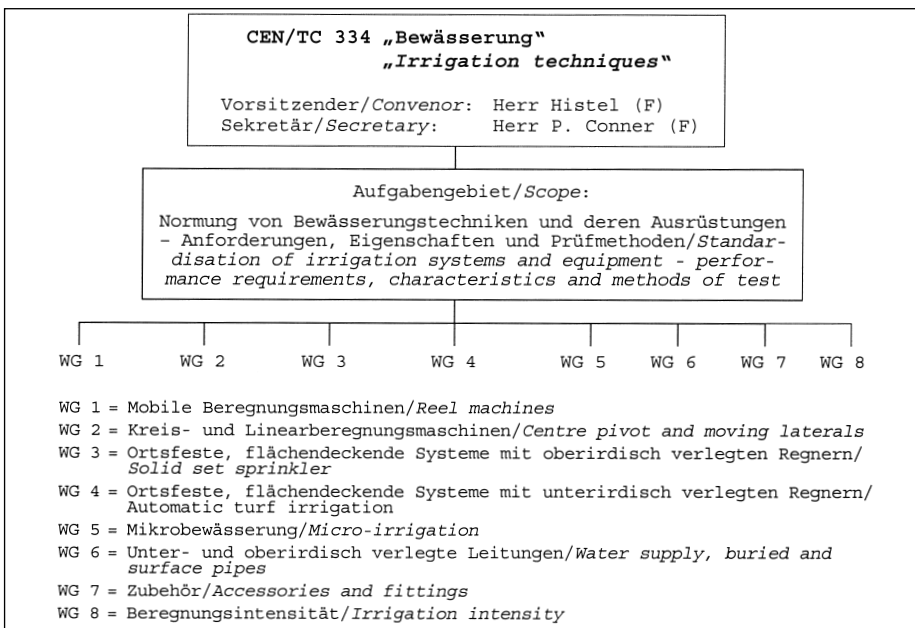 CEN/TC 334 „Bewässerung“
„Irrigation techniques“
Vorsitzender/Convenor: Herr Histel (F)
Sekretär/Secretary: Herr P. Conner (F)
Aufgabengebiet/Scope:
Normung von Bewässerungstechniken und deren Ausrüstungen
– Anforderungen, Eigenschaften und Prüfmethoden/Standar-
disation of irrigation systems and equipment - perfor-
mance requirements, characteristics and methods of test
WG 1 WG 2 WG 3 WG 4 WG 5 WG 6 WG 7 WG 8
WG 1 = Mobile Beregnungsmaschinen/Reel machines
WG 2 = Kreis- und Linearberegnungsmaschinen/Centre pivot and moving laterals
WG 3 = Ortsfeste, flächendeckende Systeme mit oberirdisch verlegten Regnern/
Solid set sprinkler
WG 4 = Ortsfeste, flächendeckende Systeme mit unterirdisch verlegten Regnern/
Automatic turf irrigation
WG 5 = Mikrobewässerung/Micro-irrigation
WG 6 = Unter- und oberirdisch verlegte Leitungen/Water supply, buried and
surface pipes
WG 7 = Zubehör/Accessories and fittings
WG 8 = Beregnungsintensität/Irrigation intensity